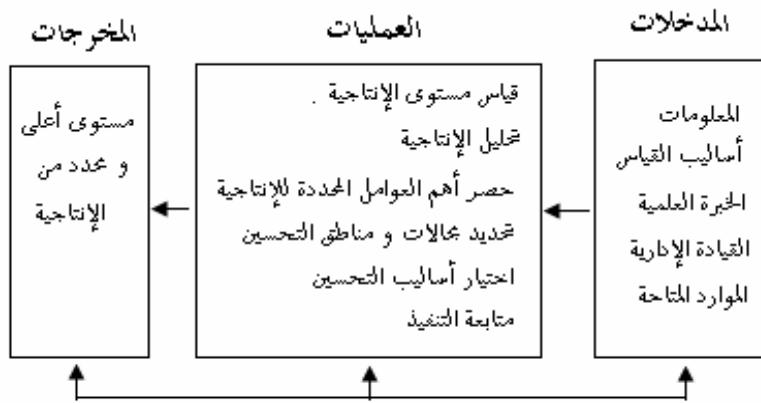 المدخلات
المعلومات
أساليب القياس
الخبرة العلمية
القيادة الإدارية
الموارد المتاحة
العمليات
قياس مستوى الإنتاجية .
تحليل الإنتاجية
حصر أهم العوامل المحددة للإنتاجية
تحديد مجالات و مناطق التحسين
اختيار أساليب التحسين
متابعة التنفيذ
المخرجات
مستوى أعلى
و محدد من
الإنتاجية